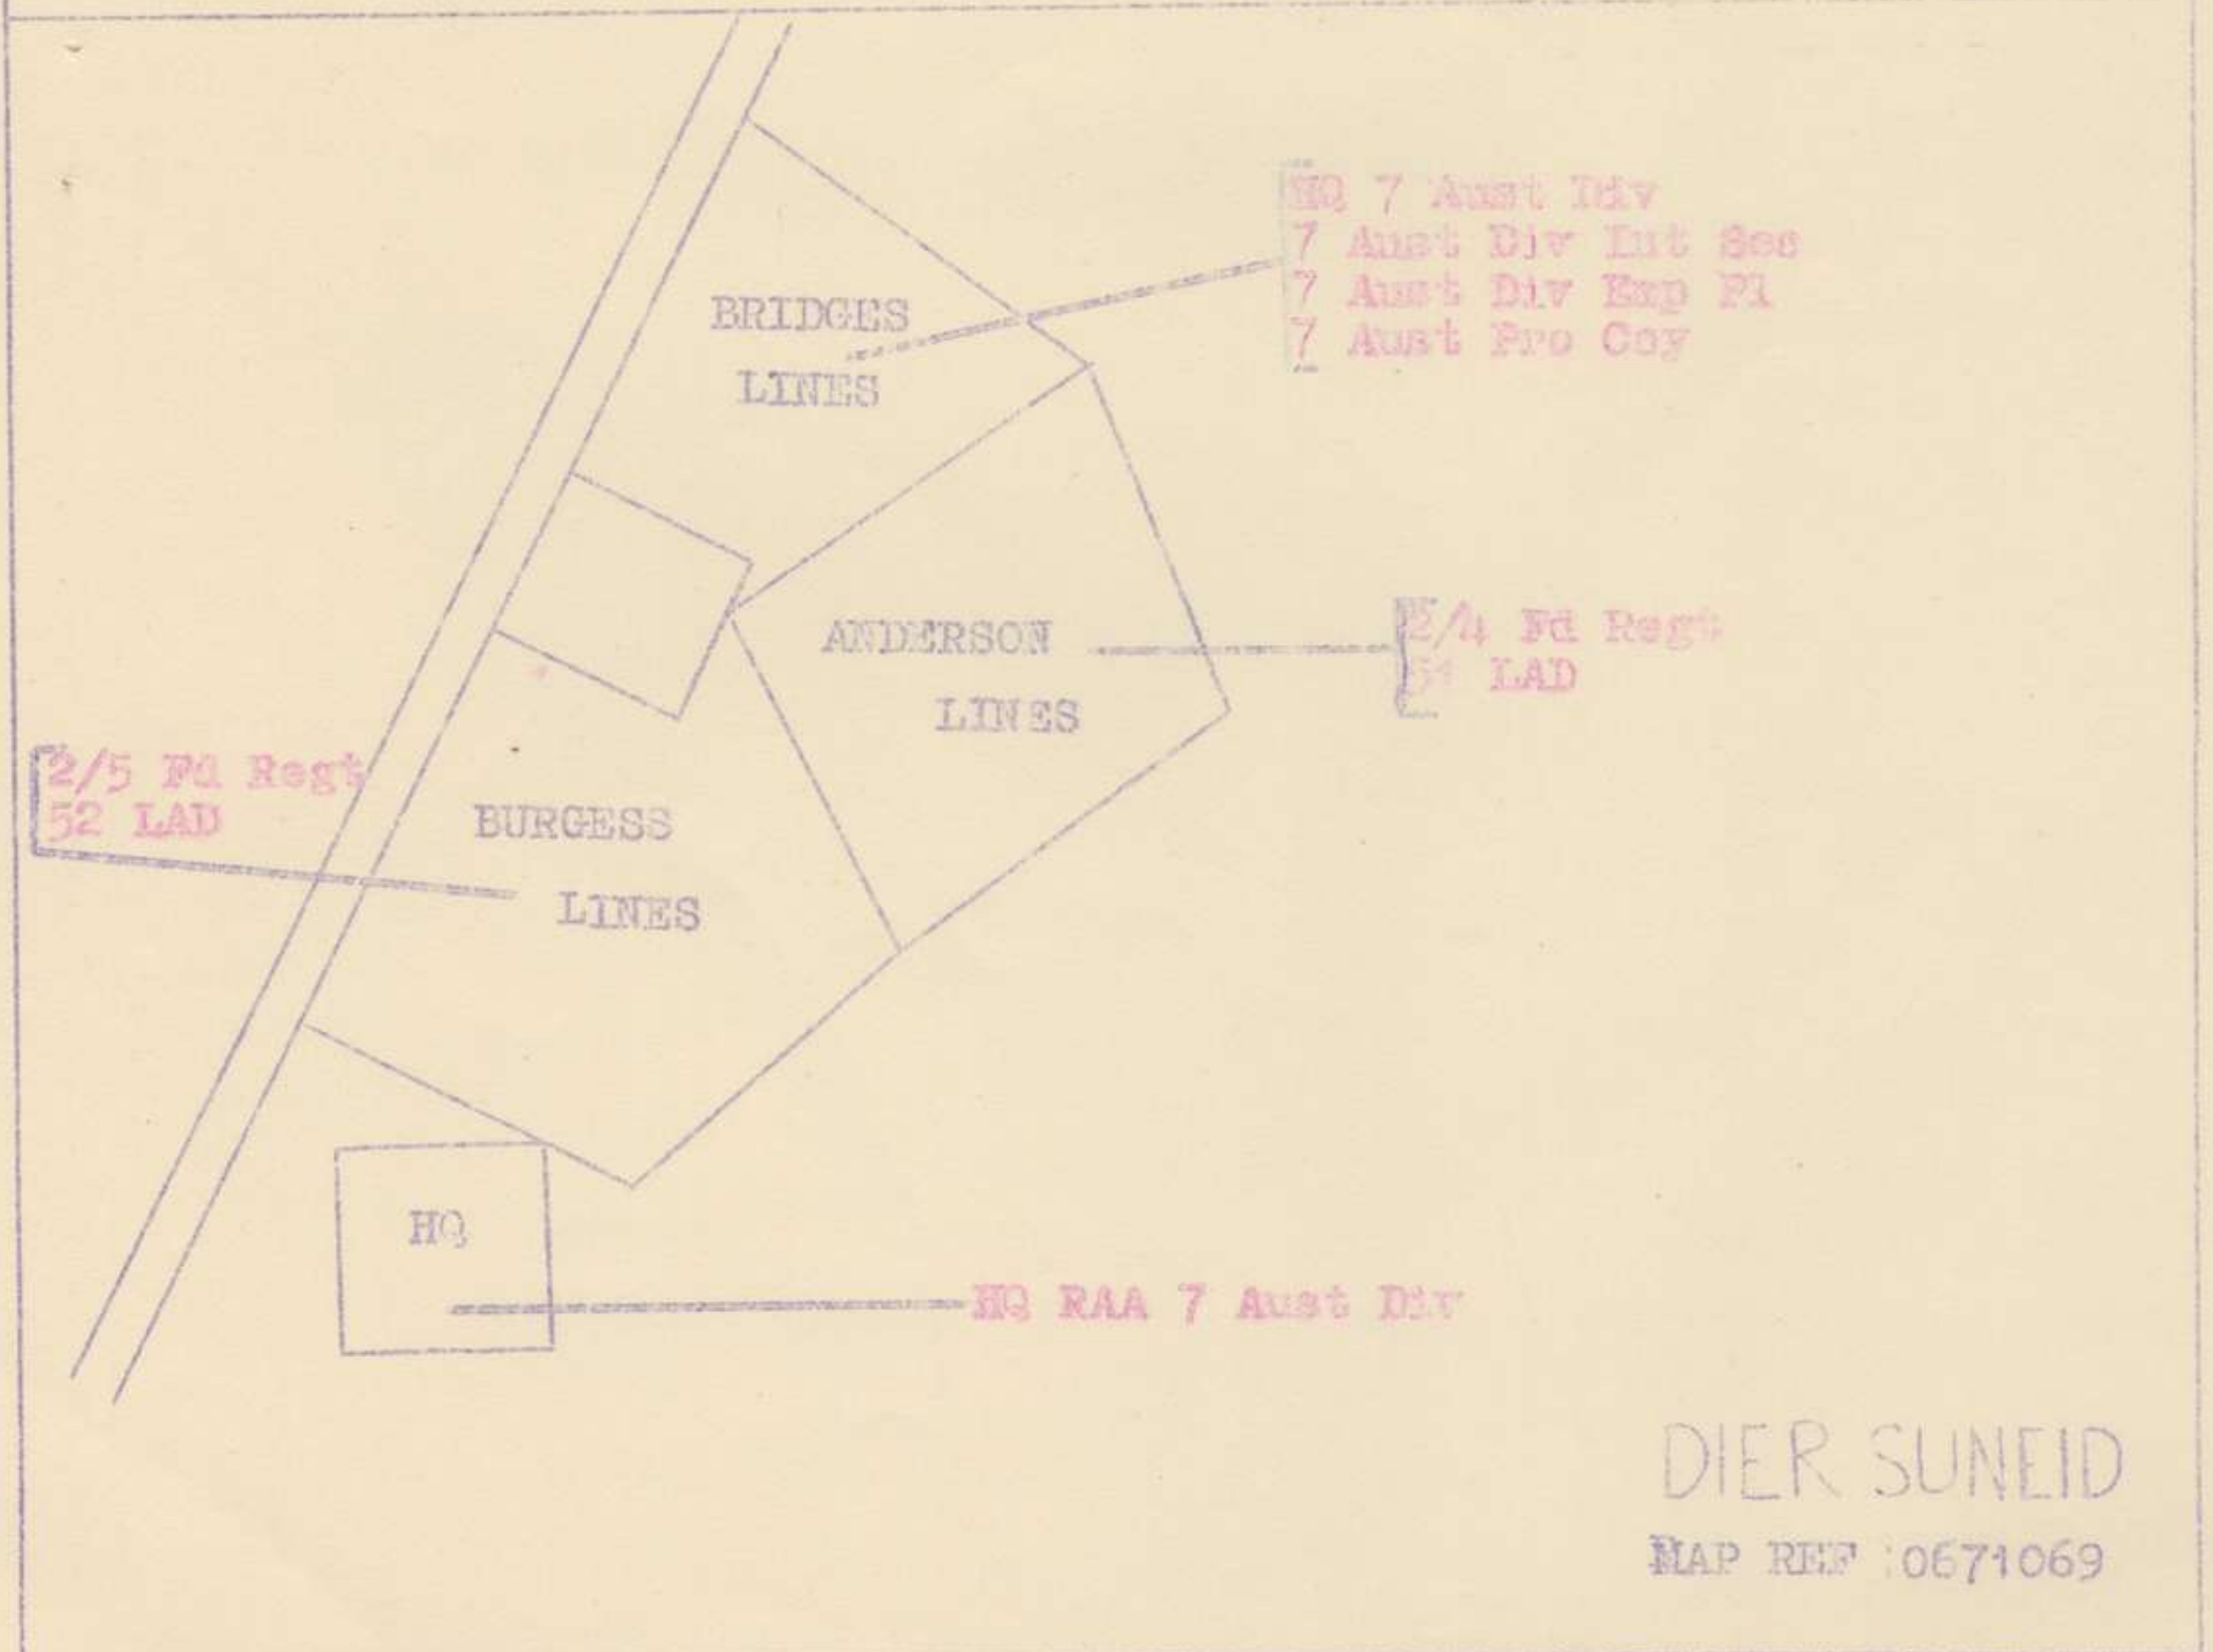 HQ 7 Aust Div
7 Aust Div Int Sec
7 Aust Div Emp Pl
7 Aust Pro Coy
BRIDGES
LINES
2/4 Fd Regt
51 LAD
ANDERSON
LINES
2/5 Fd Regt
52 LAD
BURGESS
LINES
HQ
HQ RAA 7 Aust Div
DIER SUNEID
MAP REF :0671069